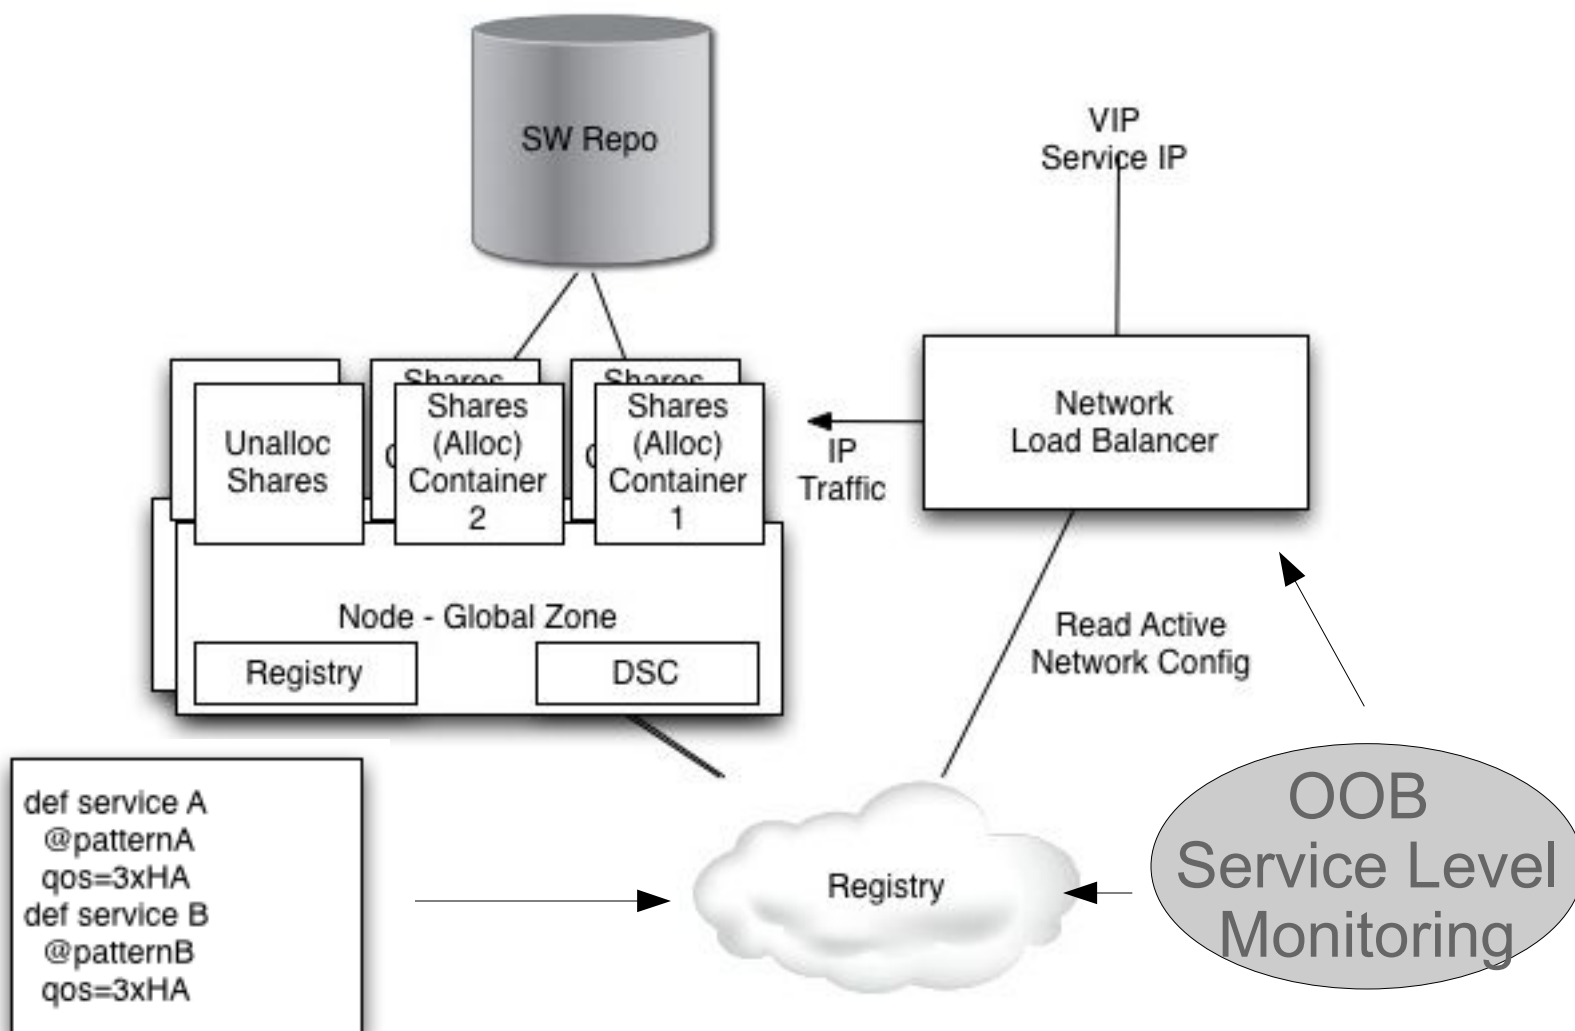 SW Repo
VIP
Service IP
Shares
Shares
Unalloc
Shares
Shares
(Alloc)
Container
2
Shares
(Alloc)
Container
1
Network
Load Balancer
IP
Traffic
Node - Global Zone
Registry
DSC
Read Active
Network Config
def service A
@patternA
qos=3xHA
def service B
@patternB
qos=3xHA
Registry
OOB
Service Level
Monitoring